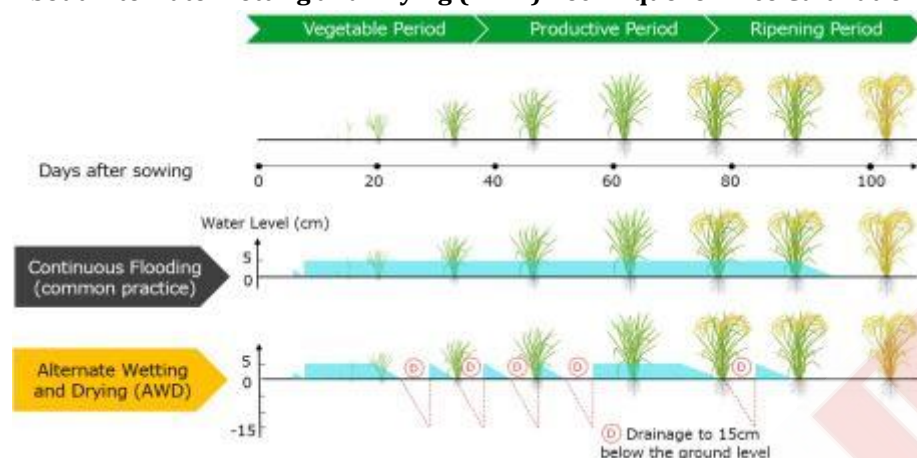 Vegetable Period
Productive Period
Ripening Period
Days after sowing
0 20 40 60 80 100
Water Level (cm)
5
0
Continuous Flooding
(common practice)
5
0
-15
Alternate Wetting
and Drying (AWD)
D D D D D
D Drainage to 15cm
below the ground level